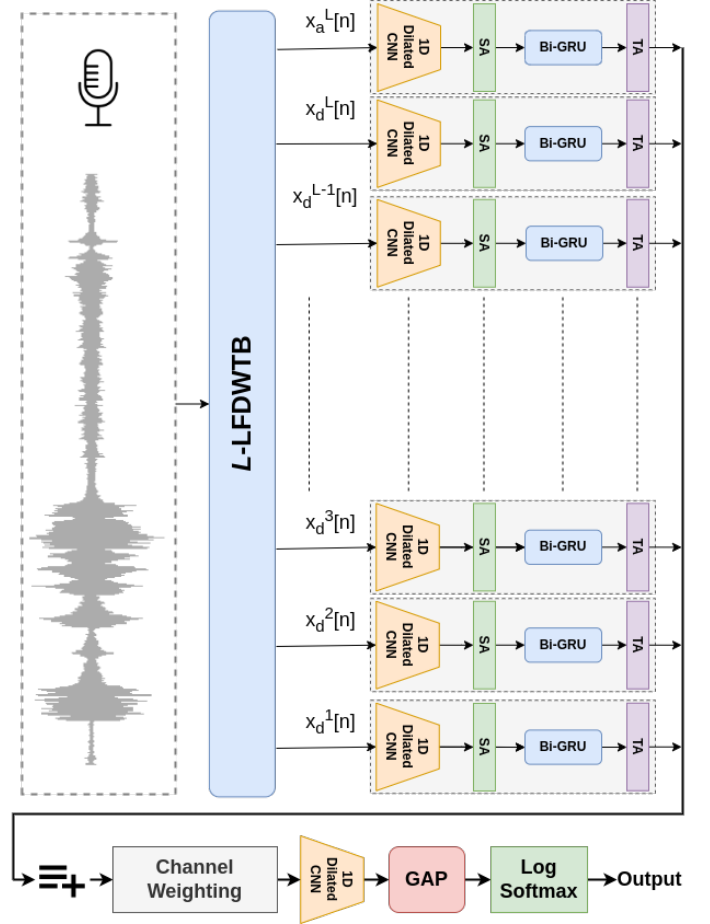 x_a^L[n]
1D
Dilated
CNN
SA
Bi-GRU
TA
x_d^L[n]
1D
Dilated
CNN
SA
Bi-GRU
TA
x_d^{L-1}[n]
1D
Dilated
CNN
SA
Bi-GRU
TA
L-LFDWTB
x_d^3[n]
1D
Dilated
CNN
SA
Bi-GRU
TA
x_d^2[n]
1D
Dilated
CNN
SA
Bi-GRU
TA
x_d^1[n]
1D
Dilated
CNN
SA
Bi-GRU
TA
Channel
Weighting
1D
Dilated
CNN
GAP
Log
Softmax
Output